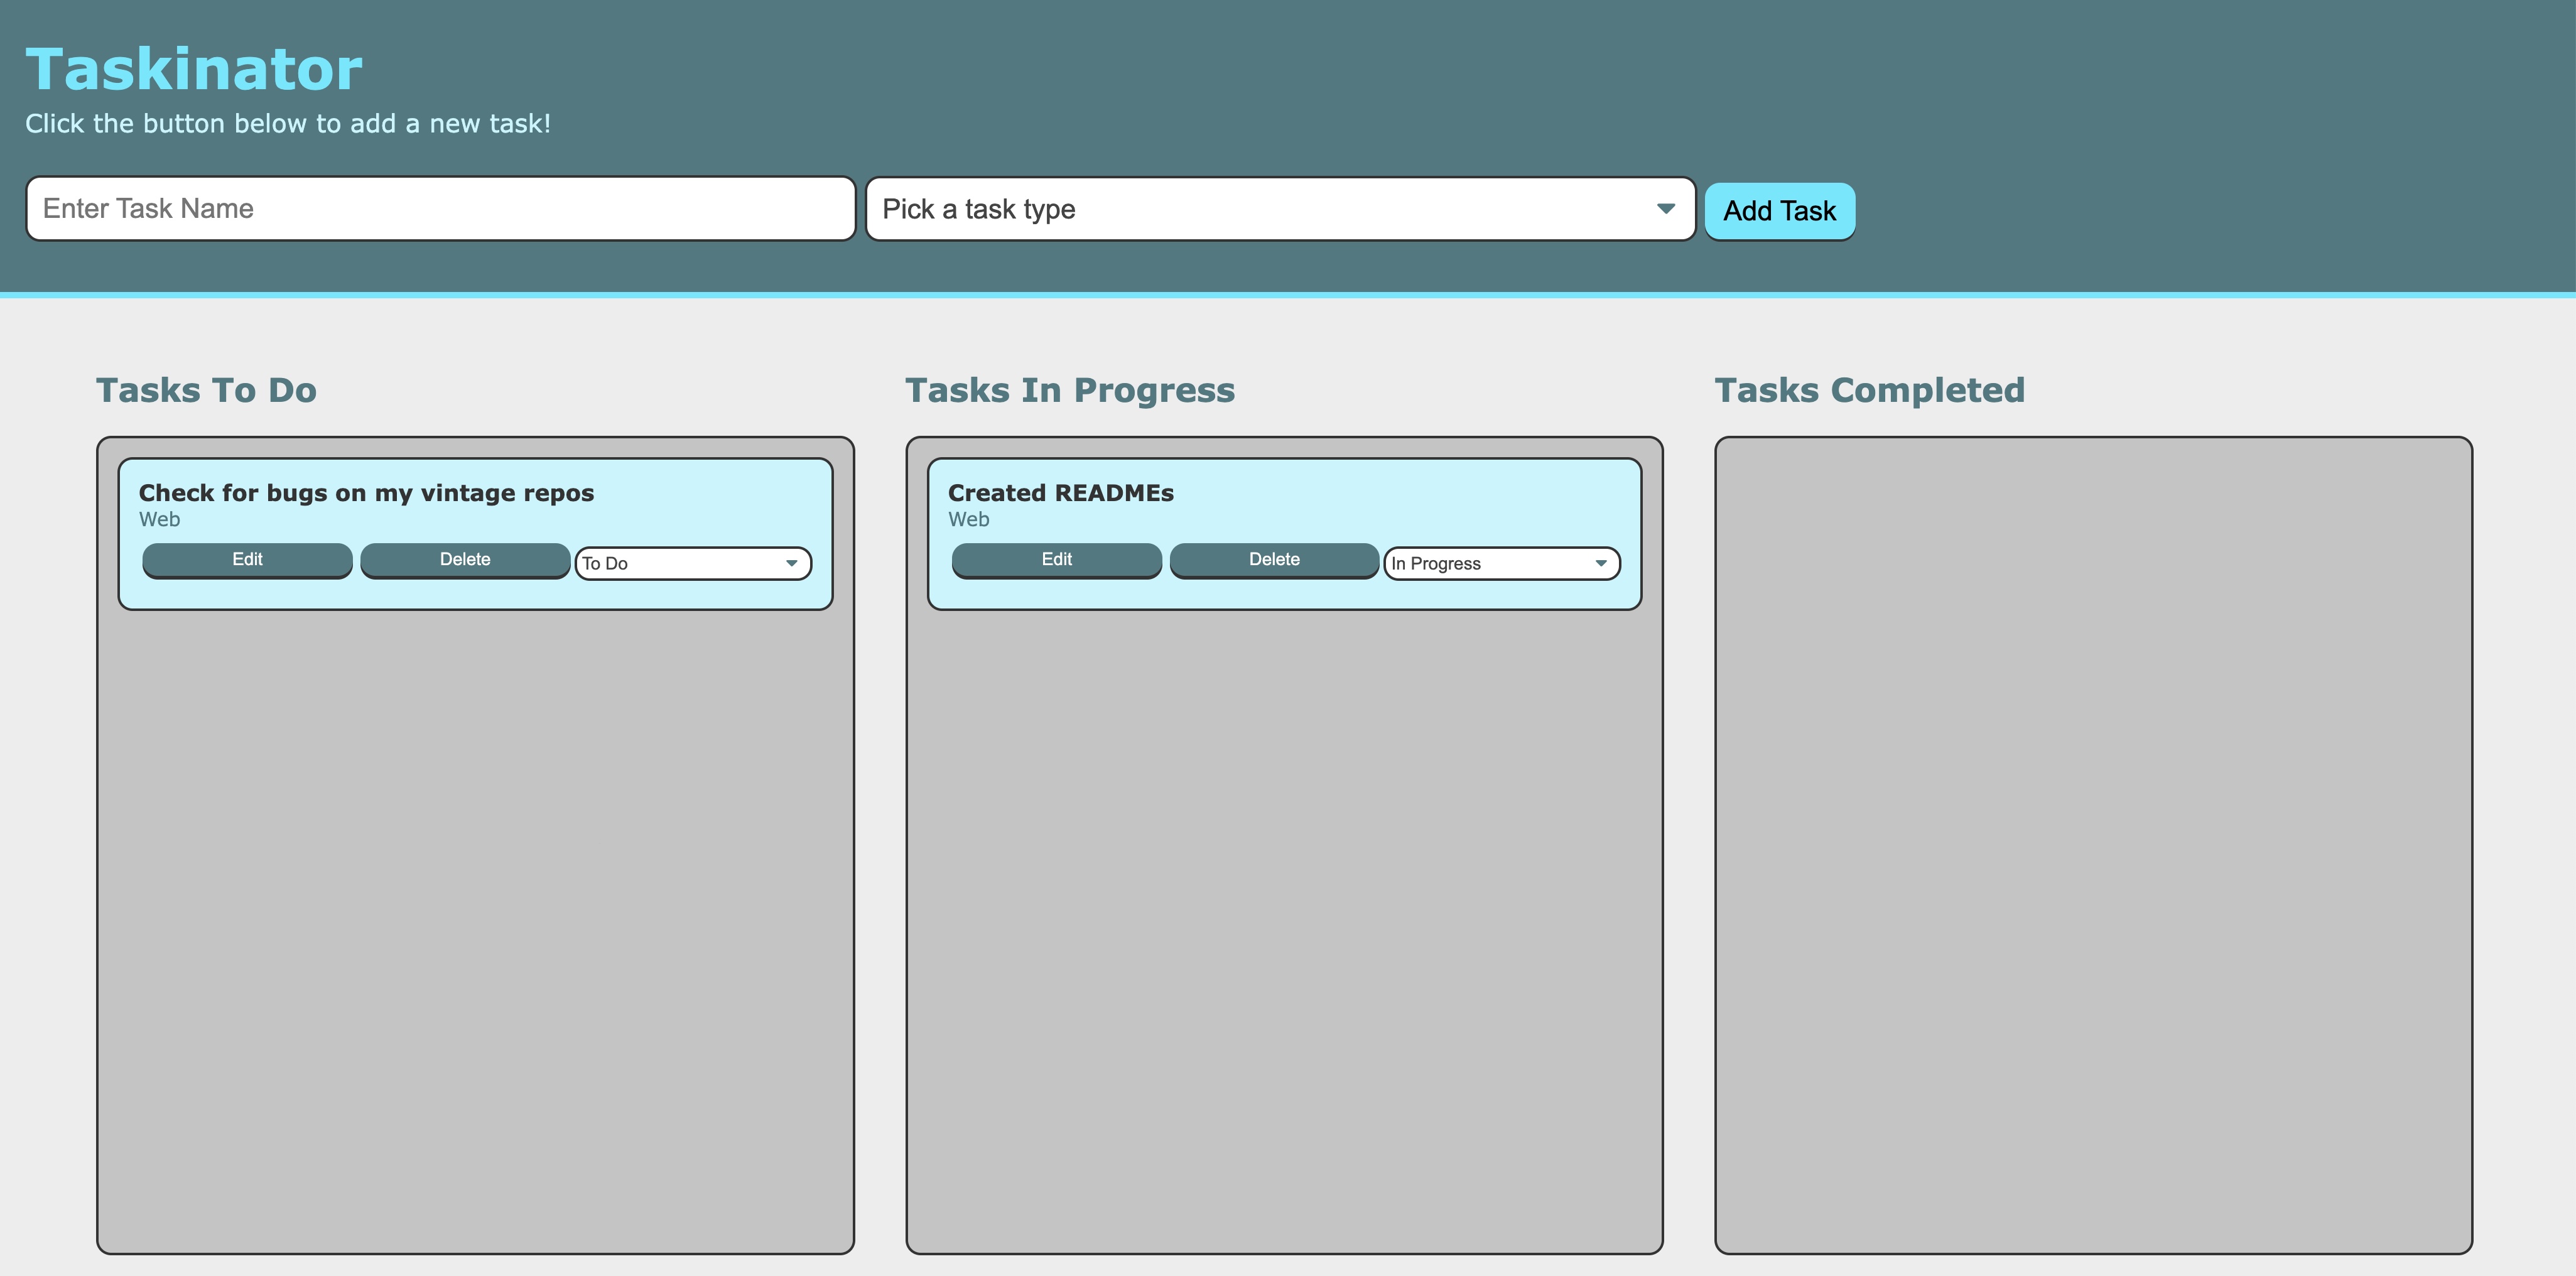 Taskinator
Click the button below to add a new task!
Enter Task Name
Pick a task type
Add Task
Tasks To Do
Check for bugs on my vintage repos
Web
Edit
Delete
To Do
Tasks In Progress
Created READMEs
Web
Edit
Delete
In Progress
Tasks Completed